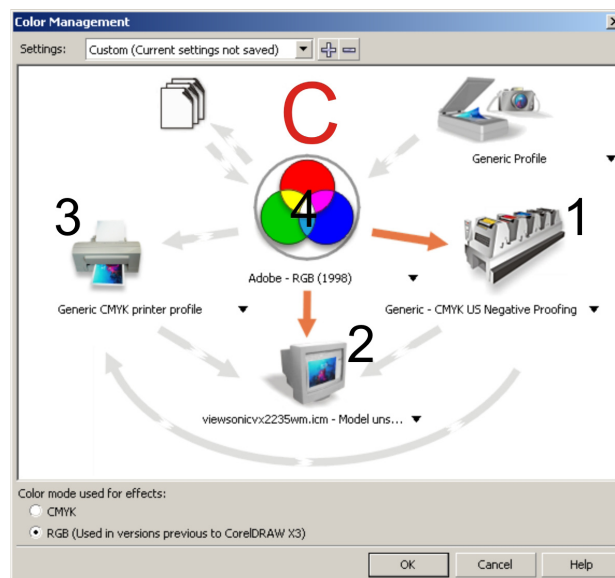 Color Management
Settings: Custom (Current settings not saved)
C
Generic Profile
3
4
1
Adobe - RGB (1998)
Generic CMYK printer profile
Generic - CMYK US Negative Proofing
2
viewsonicvx2235wm.icm - Model uns...
Color mode used for effects:
CMYK
RGB (Used in versions previous to CorelDRAW X3)
OK Cancel Help